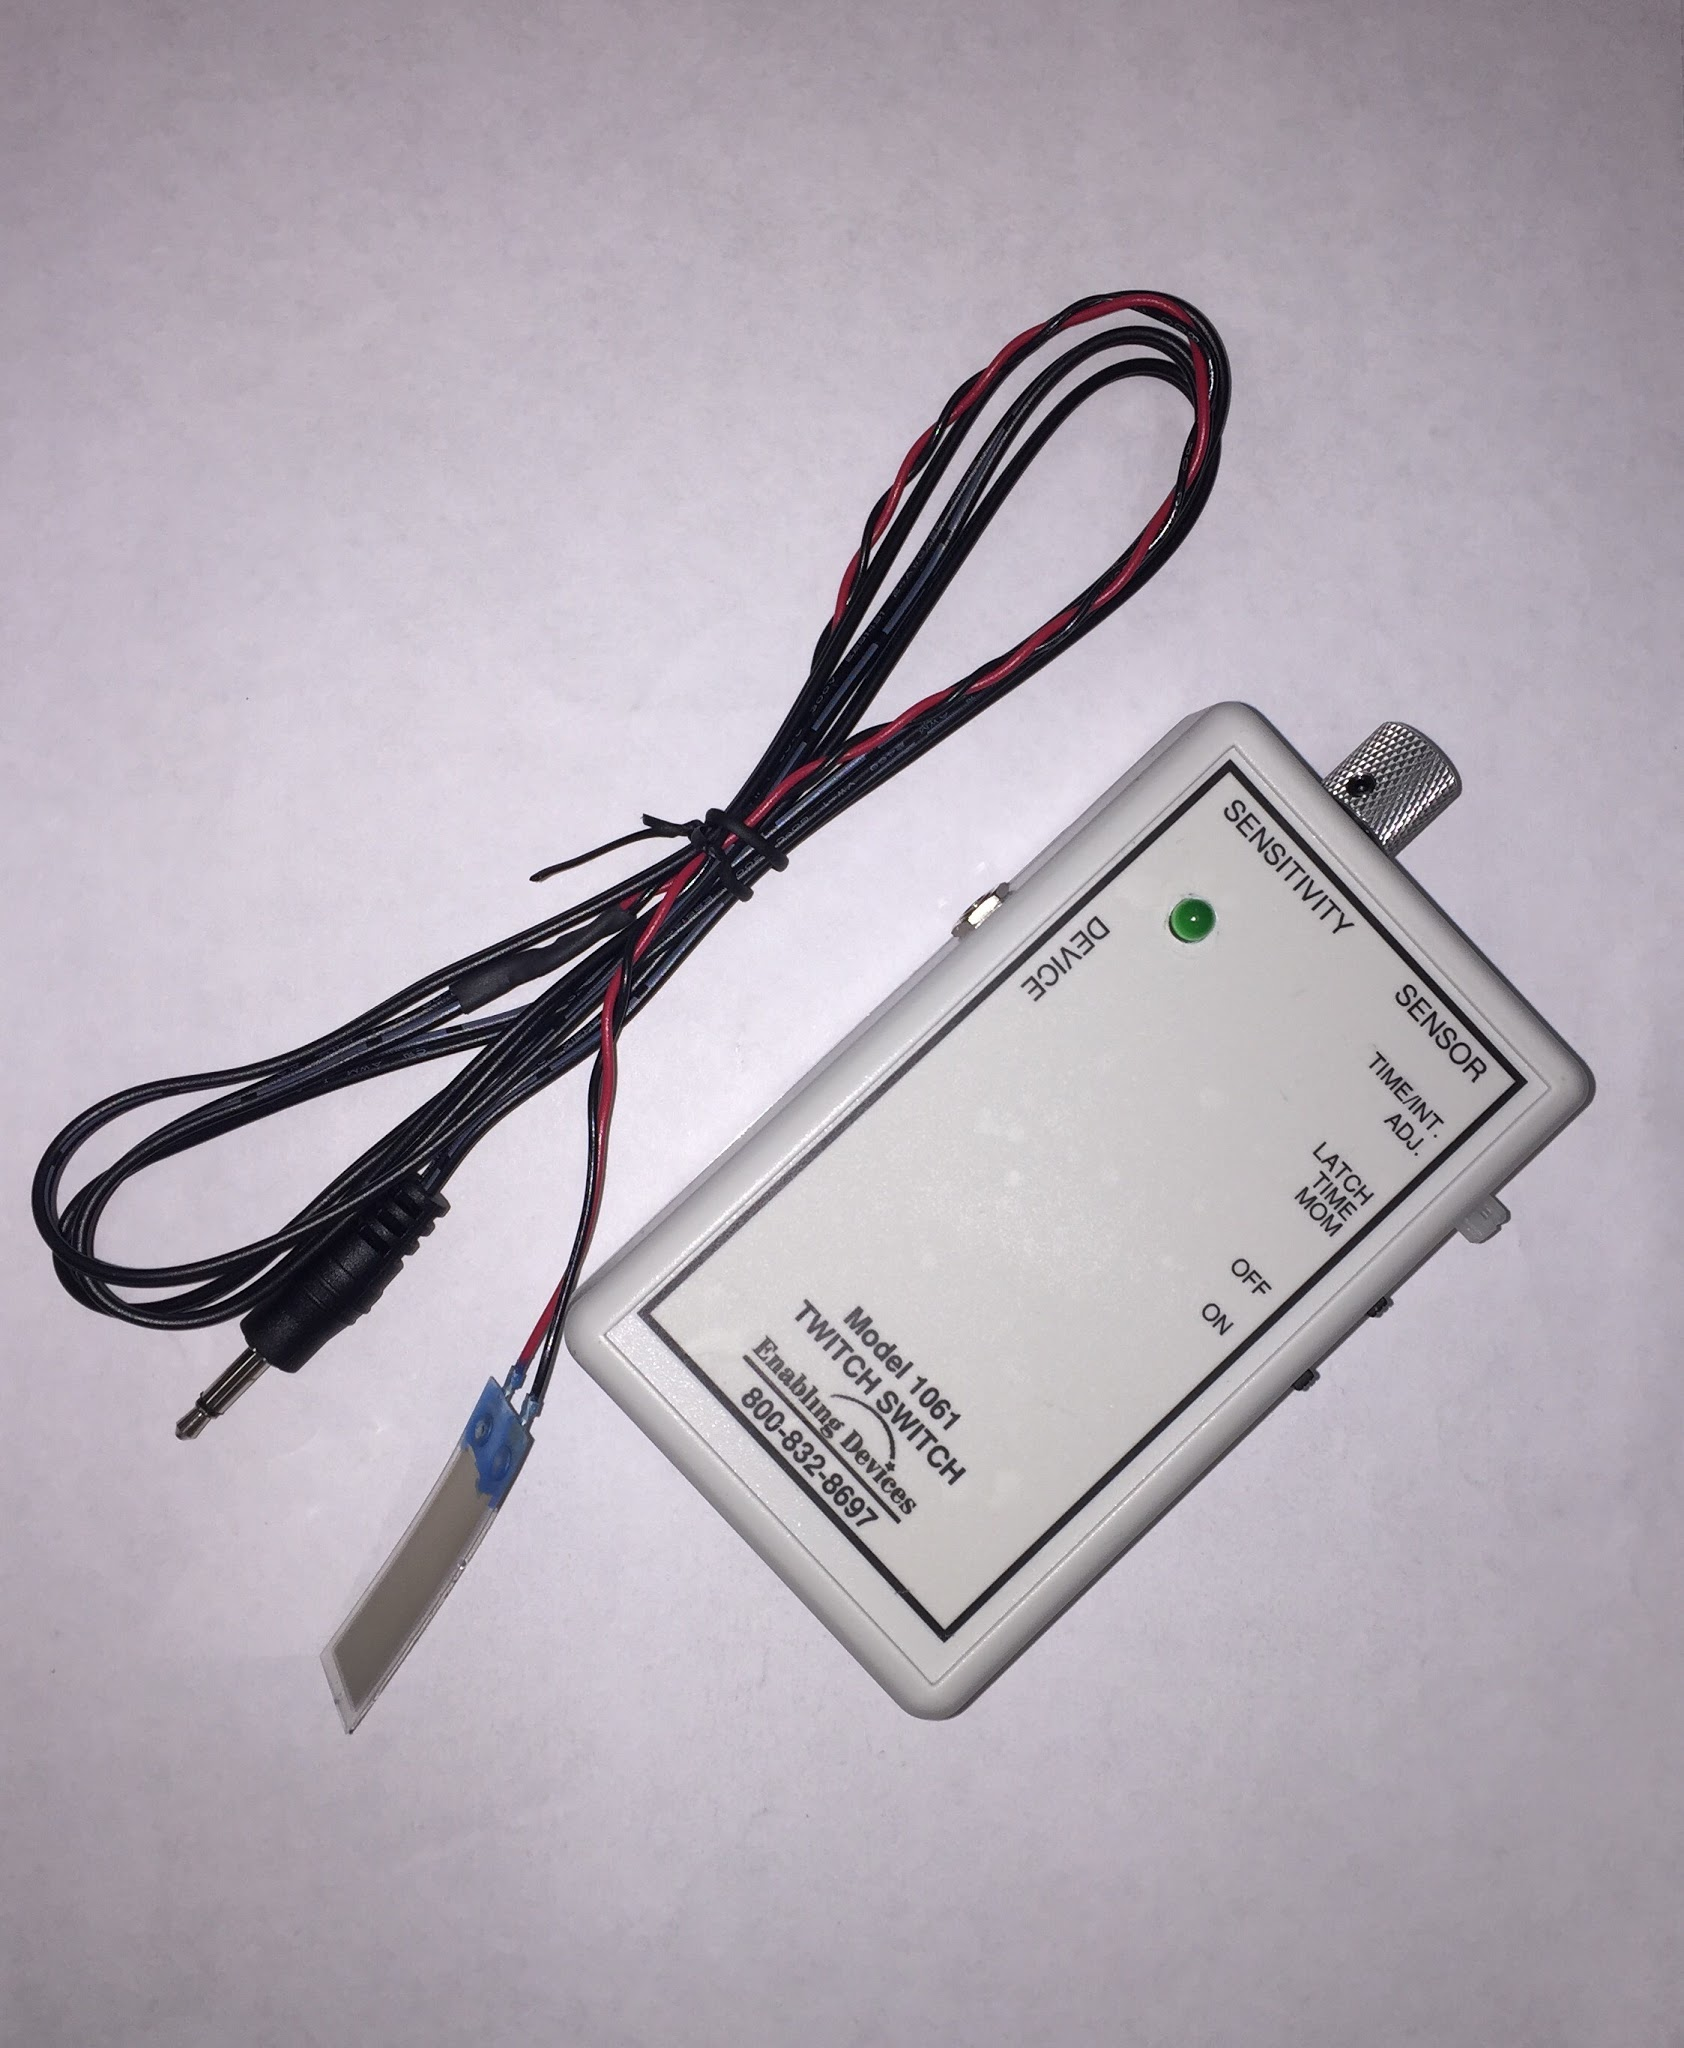 SENSITIVITY
SENSOR
DEVICE
TIME/INT.
ADJ.
LATCH
TIME
MOM
OFF
ON
Model 1061
TWITCH SWITCH
Enabling Devices
800-832-8697